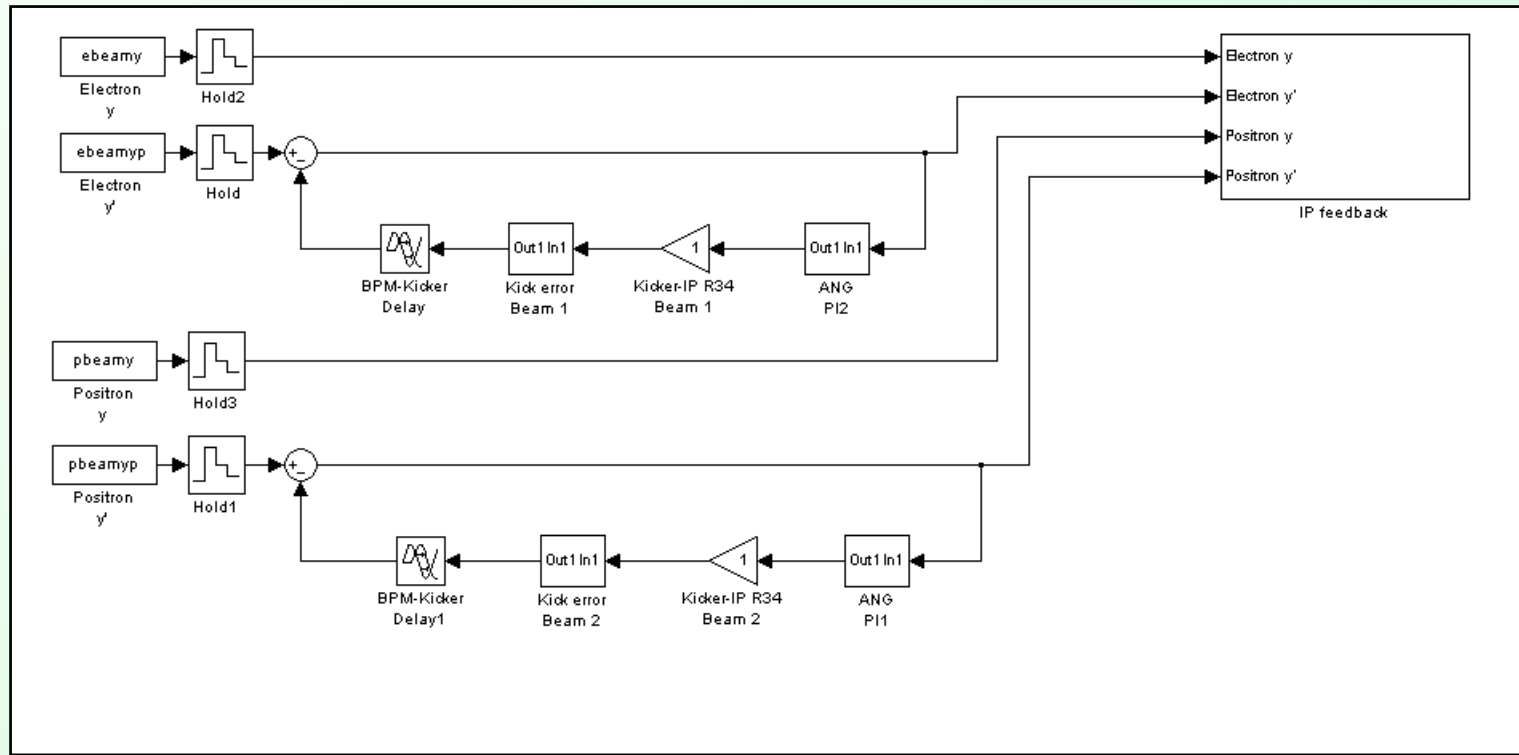 ebeamy
Electron
y
Hold2
ebeamyp
Electron
y'
Hold
+
-
BPM-Kicker
Delay
Out1 In1
Kick error
Beam 1
1
Kicker-IP R34
Beam 1
Out1 In1
ANG
PI2
Electron y
Electron y'
Positron y
Positron y'
IP feedback
pbeamy
Positron
y
Hold3
pbeamyp
Positron
y'
Hold1
+
-
BPM-Kicker
Delay1
Out1 In1
Kick error
Beam 2
1
Kicker-IP R34
Beam 2
Out1 In1
ANG
PI1